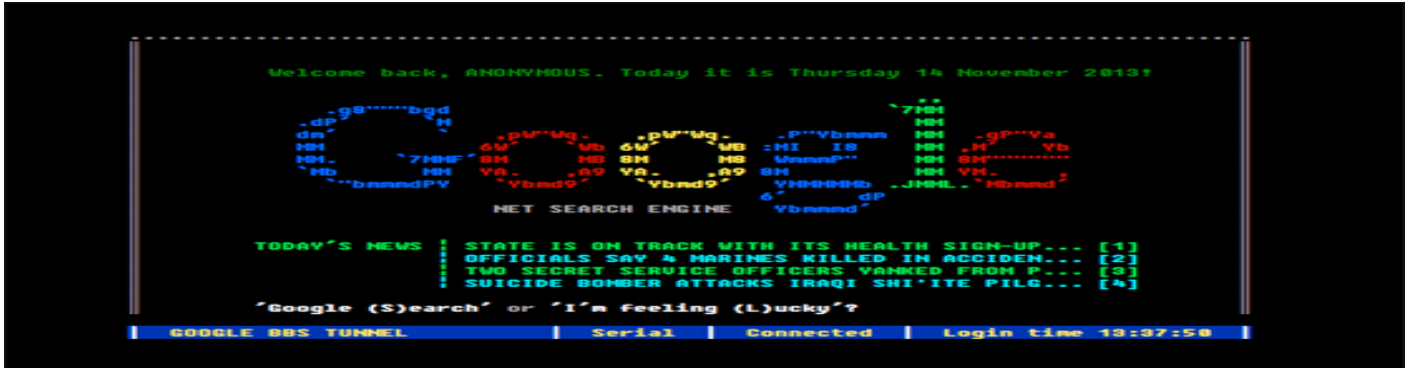 Welcome back, ANONYMOUS. Today it is Thursday 14 November 2013!
Google
NET SEARCH ENGINE
TODAY'S NEWS | STATE IS ON TRACK WITH ITS HEALTH SIGN-UP... [1]
| OFFICIALS SAY 4 MARINES KILLED IN ACCIDEN... [2]
| TWO SECRET SERVICE OFFICERS YANKED FROM P... [3]
| SUICIDE BOMBER ATTACKS IRAQI SHI'ITE PILG... [4]
'Google (S)earch' or 'I'm feeling (L)ucky'?
| GOOGLE BBS TUNNEL | Serial | Connected | Login time 13:37:50 |